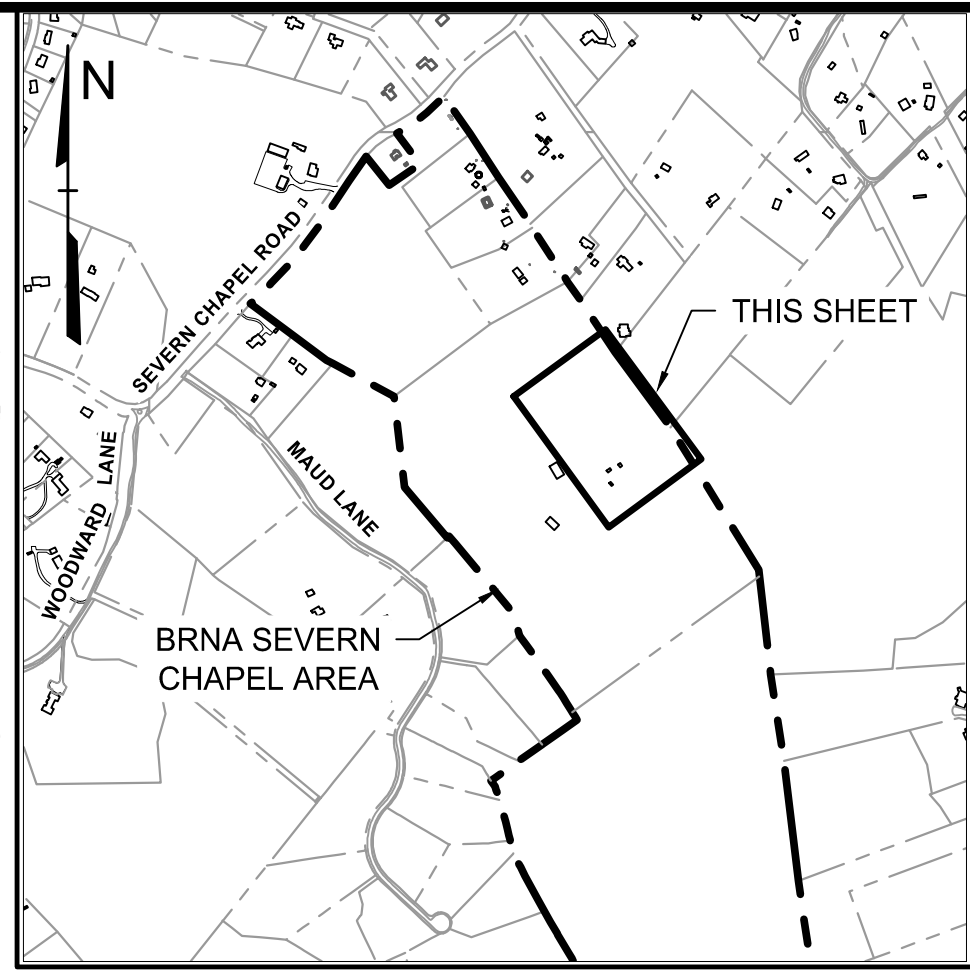 N
SEVERN CHAPEL ROAD
THIS SHEET
WOODWARD LANE
MAUD LANE
BRNA SEVERN
CHAPEL AREA